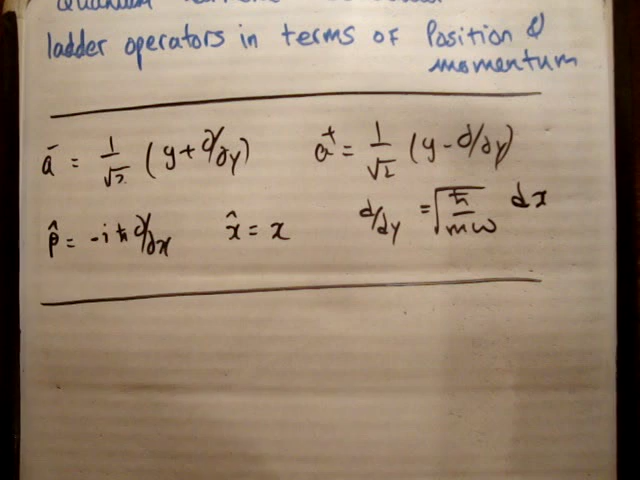 ladder operators in terms of Position &
momentum
a⁻ = 1/√2 (y + d/dy) a⁺ = 1/√2 (y - d/dy)
p̂ = -iħ d/dx x̂ = x d/dy = √(ħ/mω) dx